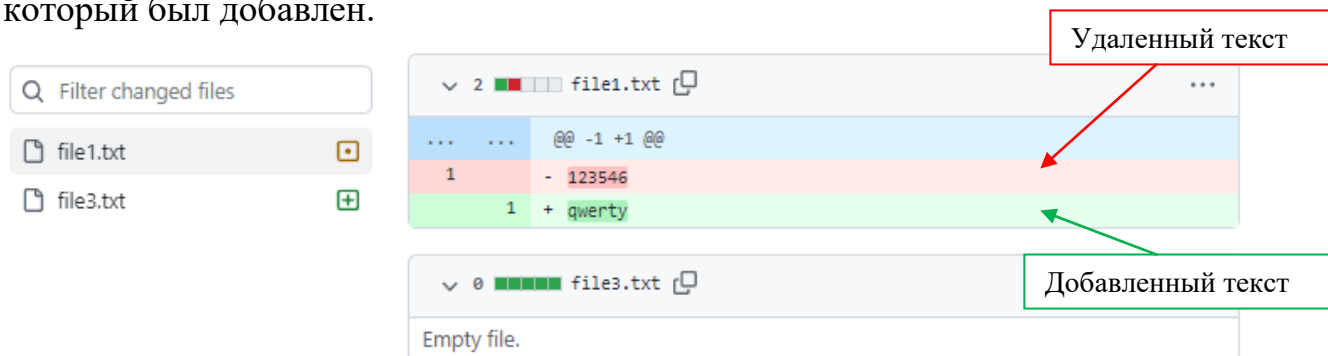 который был добавлен.
Удаленный текст
Filter changed files
2 file1.txt
...
file1.txt
... ... @@ -1 +1 @@
1 - 123546
file3.txt
1 + qwerty
0 file3.txt
Добавленный текст
Empty file.